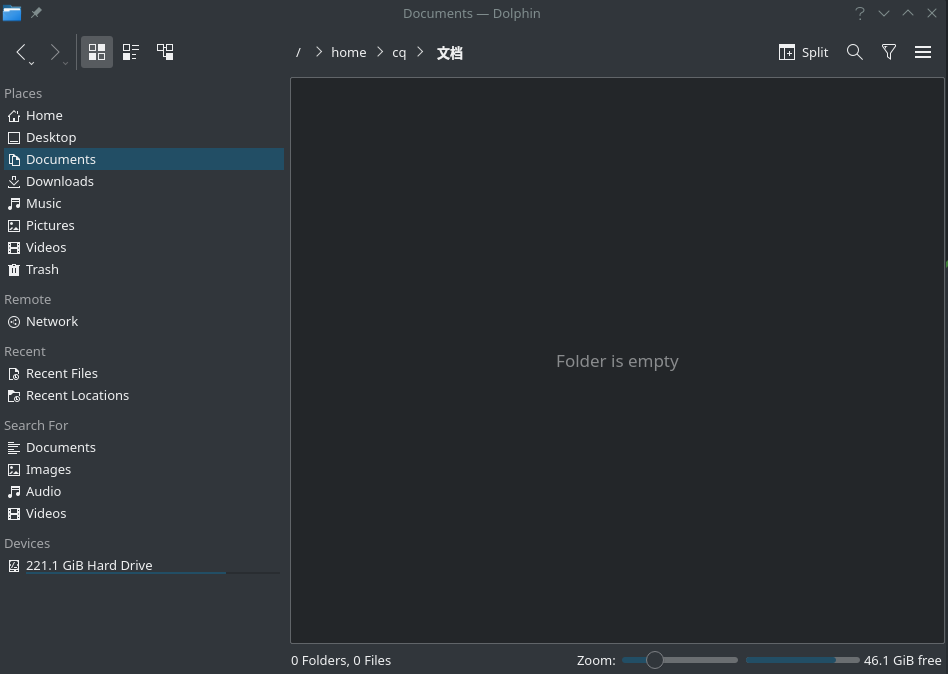 Documents — Dolphin
/ > home > cq > 文档
Split
Places
Home
Desktop
Documents
Downloads
Music
Pictures
Videos
Trash
Remote
Network
Recent
Recent Files
Recent Locations
Search For
Documents
Images
Audio
Videos
Devices
221.1 GiB Hard Drive
Folder is empty
0 Folders, 0 Files
Zoom:
46.1 GiB free